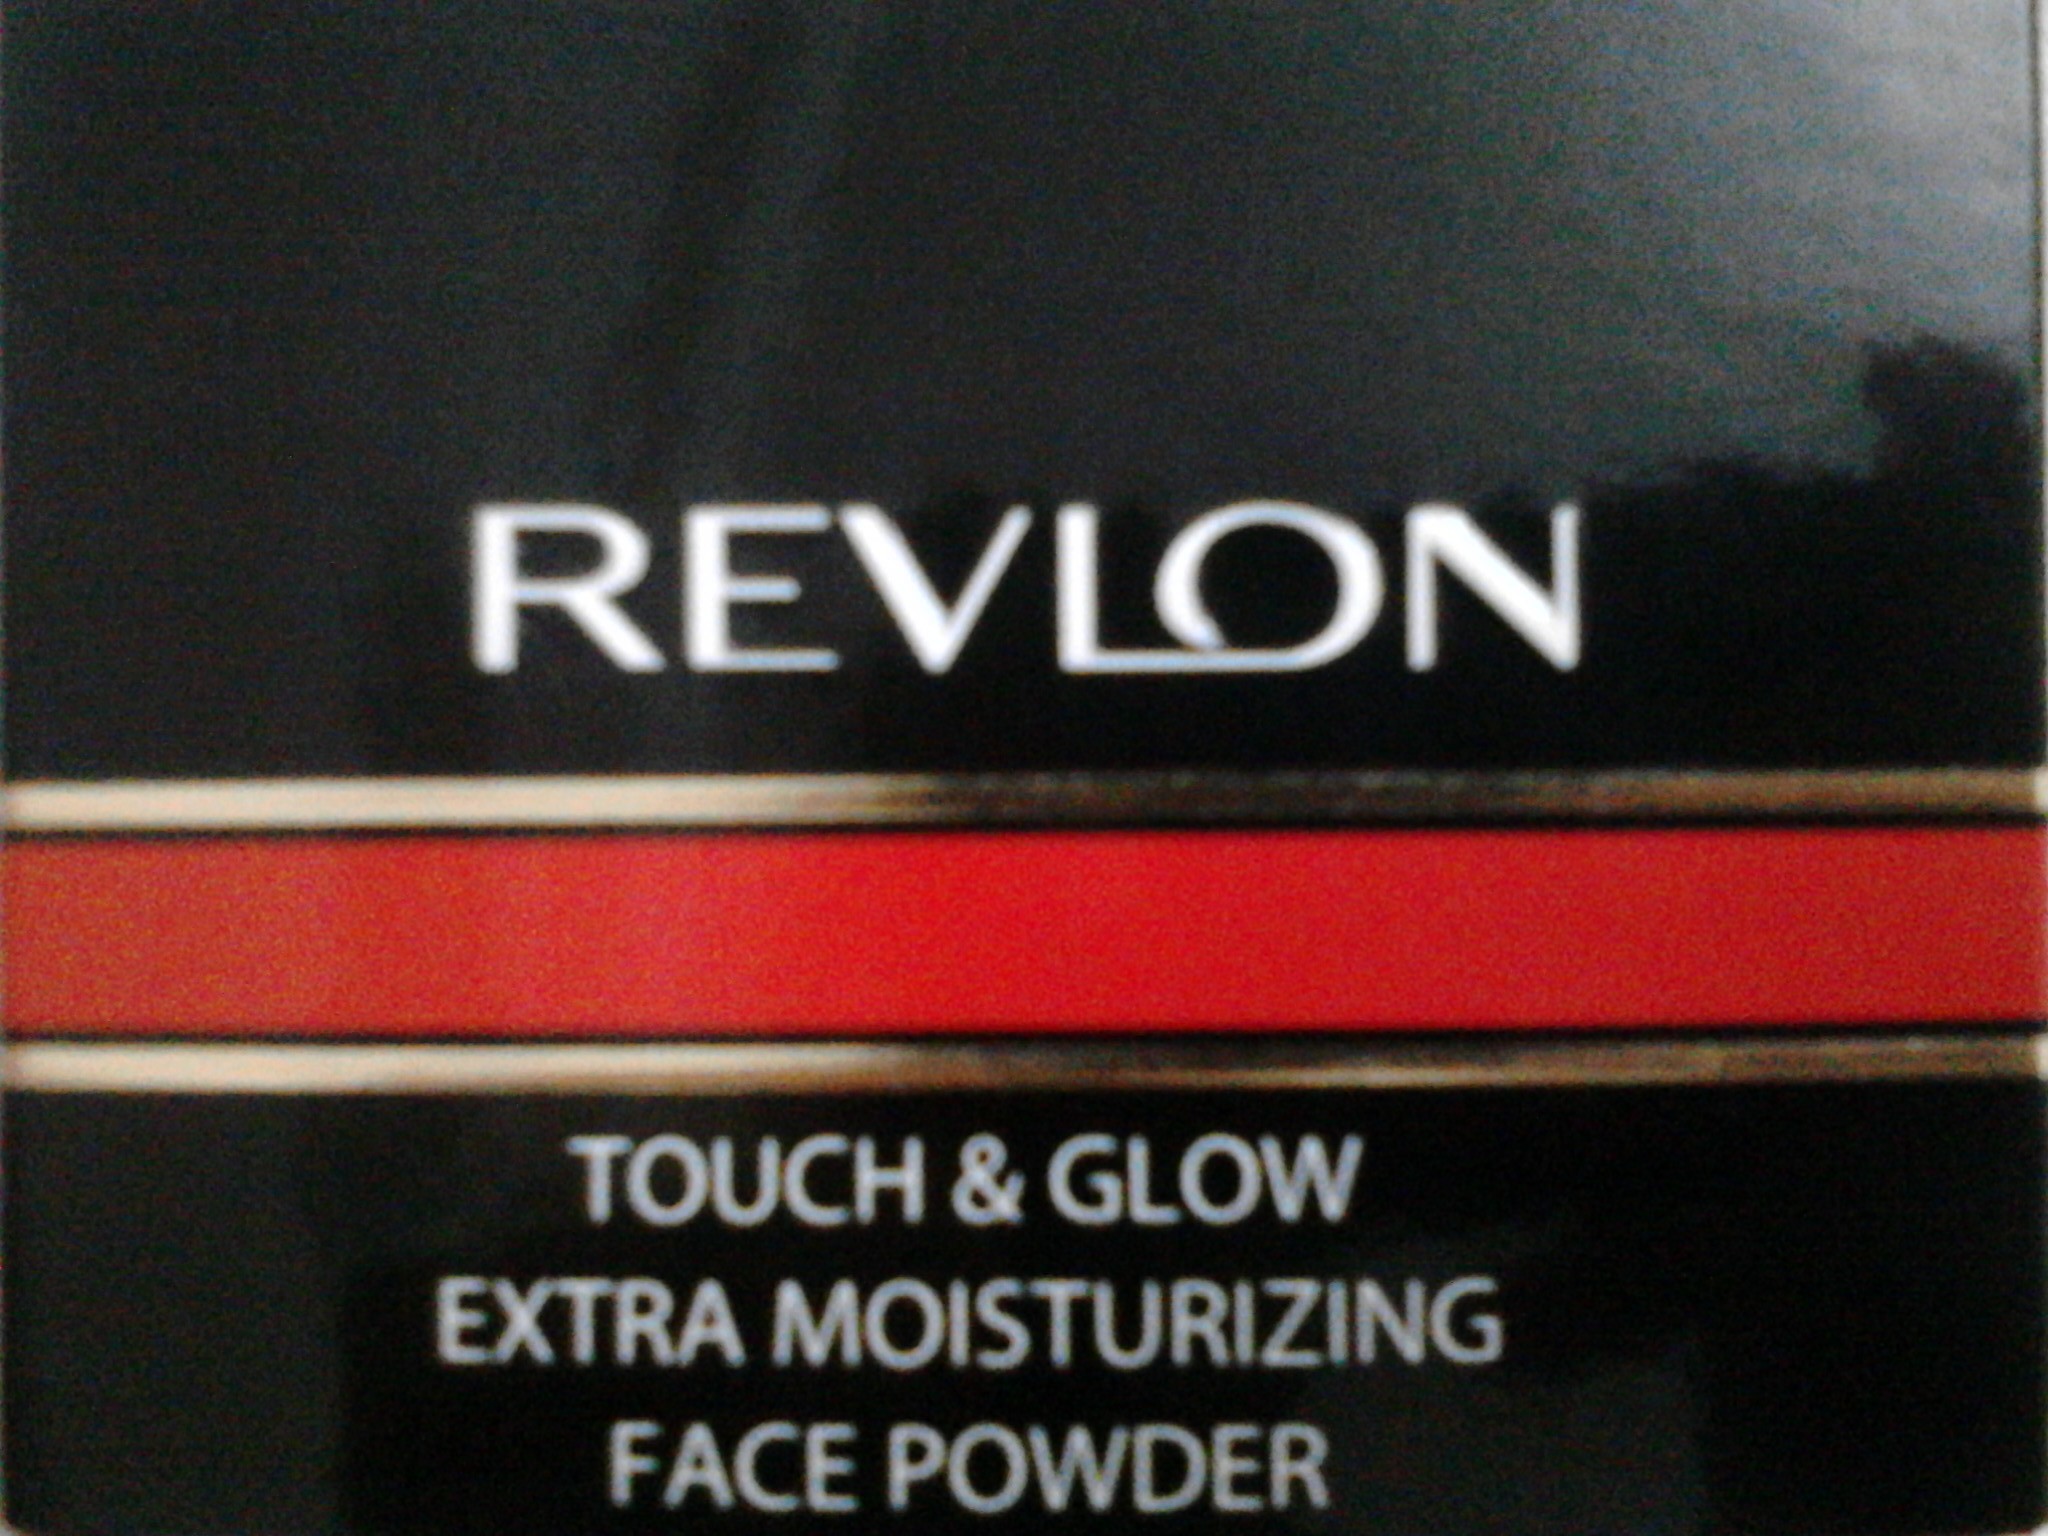 REVLON
TOUCH & GLOW
EXTRA MOISTURIZING
FACE POWDER